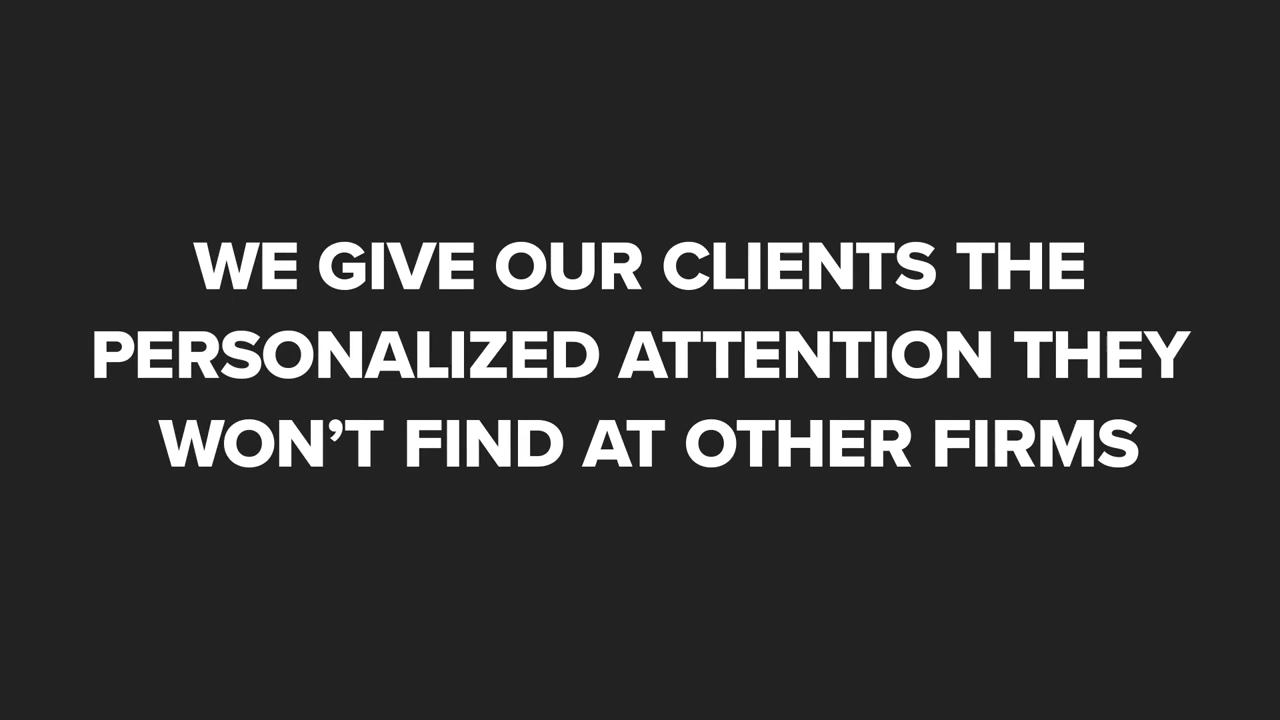 WE GIVE OUR CLIENTS THE
PERSONALIZED ATTENTION THEY
WON’T FIND AT OTHER FIRMS